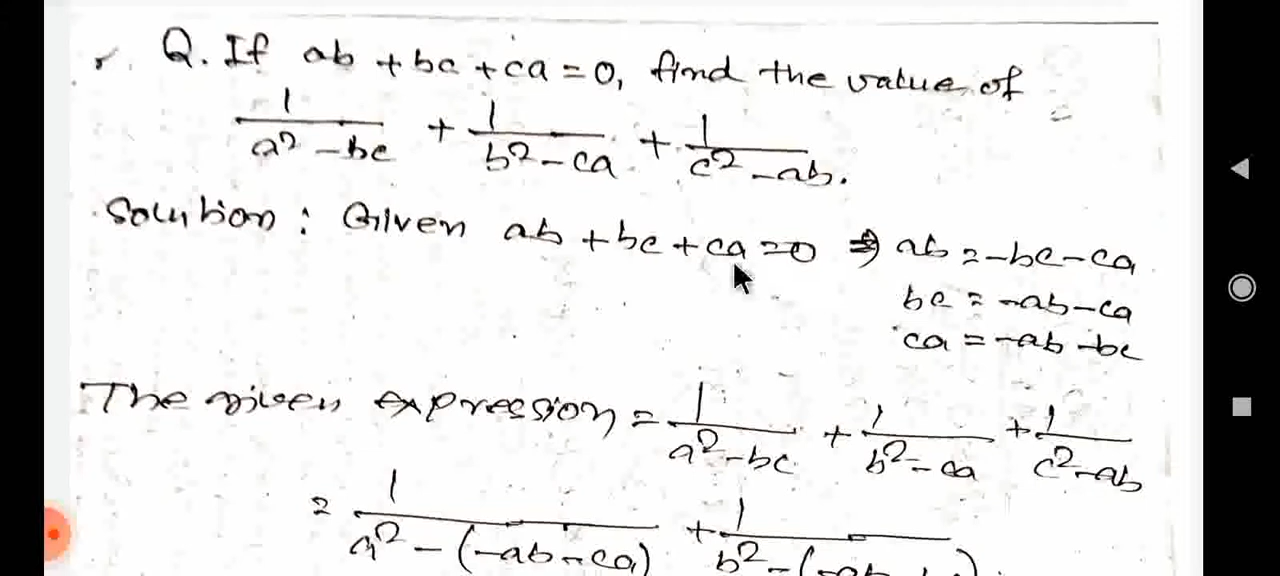 Q. If ab + bc + ca = 0, find the value of
1/(a² - bc) + 1/(b² - ca) + 1/(c² - ab).
Solution : Given ab + bc + ca = 0 ⇒ ab = -bc - ca
bc = -ab - ca
ca = -ab - bc
The given expression = 1/(a² - bc) + 1/(b² - ca) + 1/(c² - ab)
= 1/(a² - (-ab - ca)) + 1/(b² - (-ab